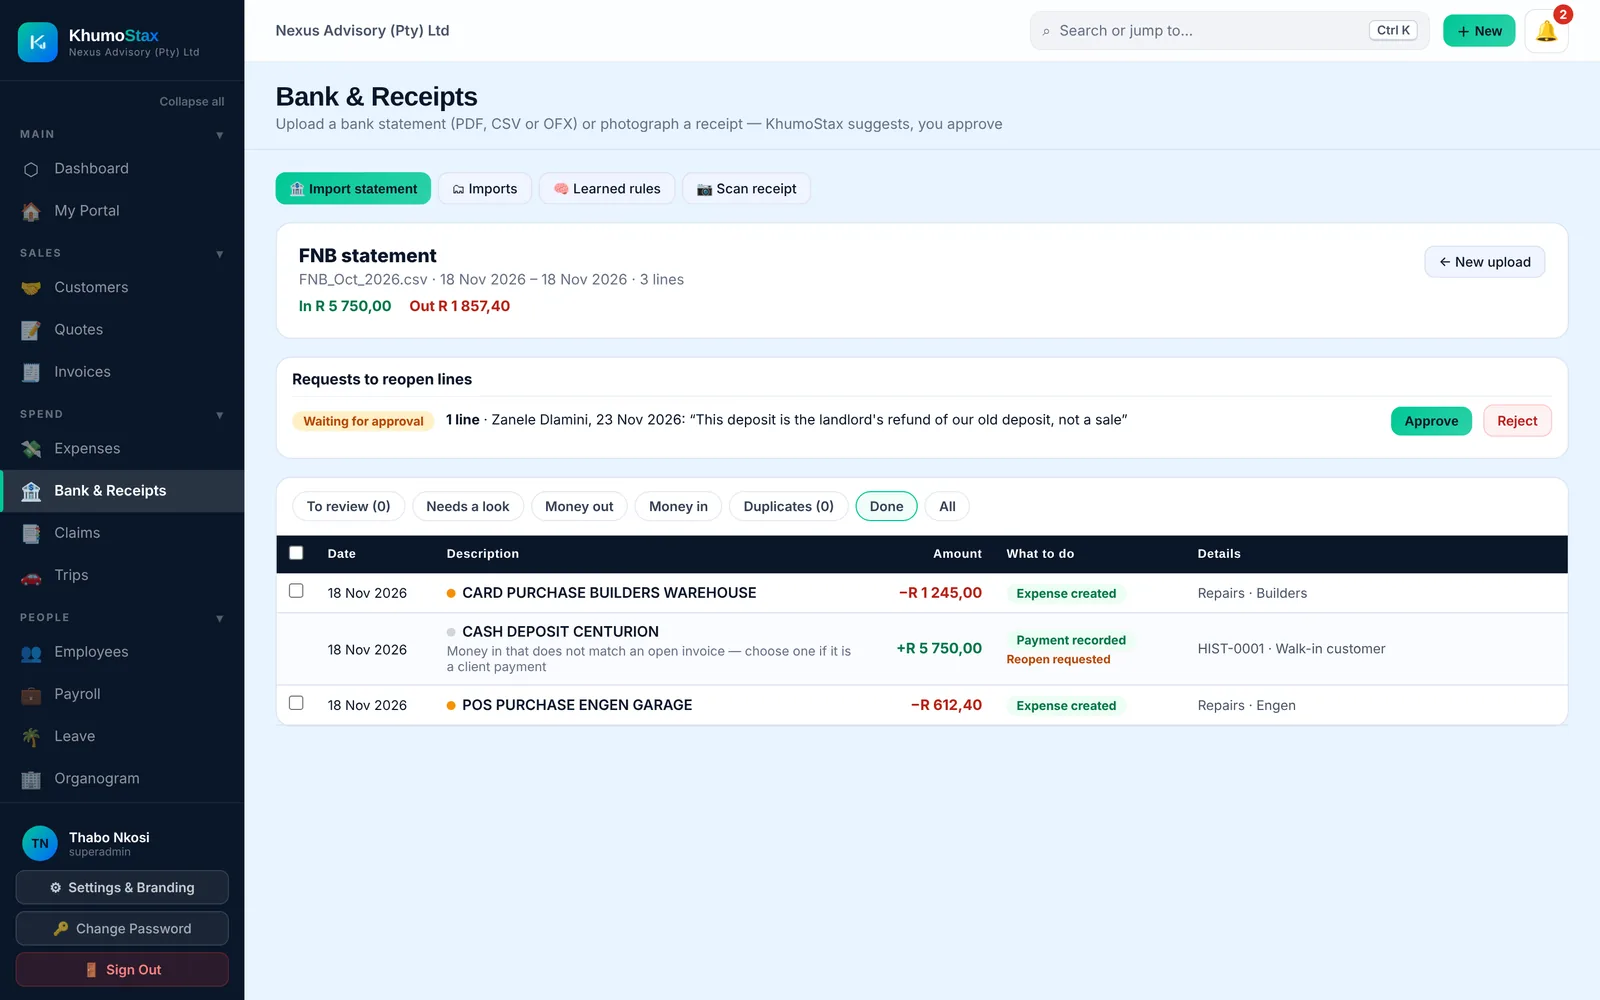 KhumoStax
Nexus Advisory (Pty) Ltd
Collapse all
MAIN
Dashboard
My Portal
SALES
Customers
Quotes
Invoices
SPEND
Expenses
Bank & Receipts
Claims
Trips
PEOPLE
Employees
Payroll
Leave
Organogram
TN
Thabo Nkosi
superadmin
Settings & Branding
Change Password
Sign Out
Nexus Advisory (Pty) Ltd
Search or jump to...
Ctrl K
+ New
2
Bank & Receipts
Upload a bank statement (PDF, CSV or OFX) or photograph a receipt — KhumoStax suggests, you approve
Import statement
Imports
Learned rules
Scan receipt
FNB statement
FNB_Oct_2026.csv · 18 Nov 2026 – 18 Nov 2026 · 3 lines
In R 5 750,00 Out R 1 857,40
← New upload
Requests to reopen lines
Waiting for approval 1 line · Zanele Dlamini, 23 Nov 2026: “This deposit is the landlord's refund of our old deposit, not a sale”
Approve
Reject
To review (0)
Needs a look
Money out
Money in
Duplicates (0)
Done
All
Date Description Amount What to do Details
18 Nov 2026 CARD PURCHASE BUILDERS WAREHOUSE −R 1 245,00 Expense created Repairs · Builders
18 Nov 2026 CASH DEPOSIT CENTURION +R 5 750,00 Payment recorded HIST-0001 · Walk-in customer
Money in that does not match an open invoice — choose one if it is
a client payment
Reopen requested
18 Nov 2026 POS PURCHASE ENGEN GARAGE −R 612,40 Expense created Repairs · Engen